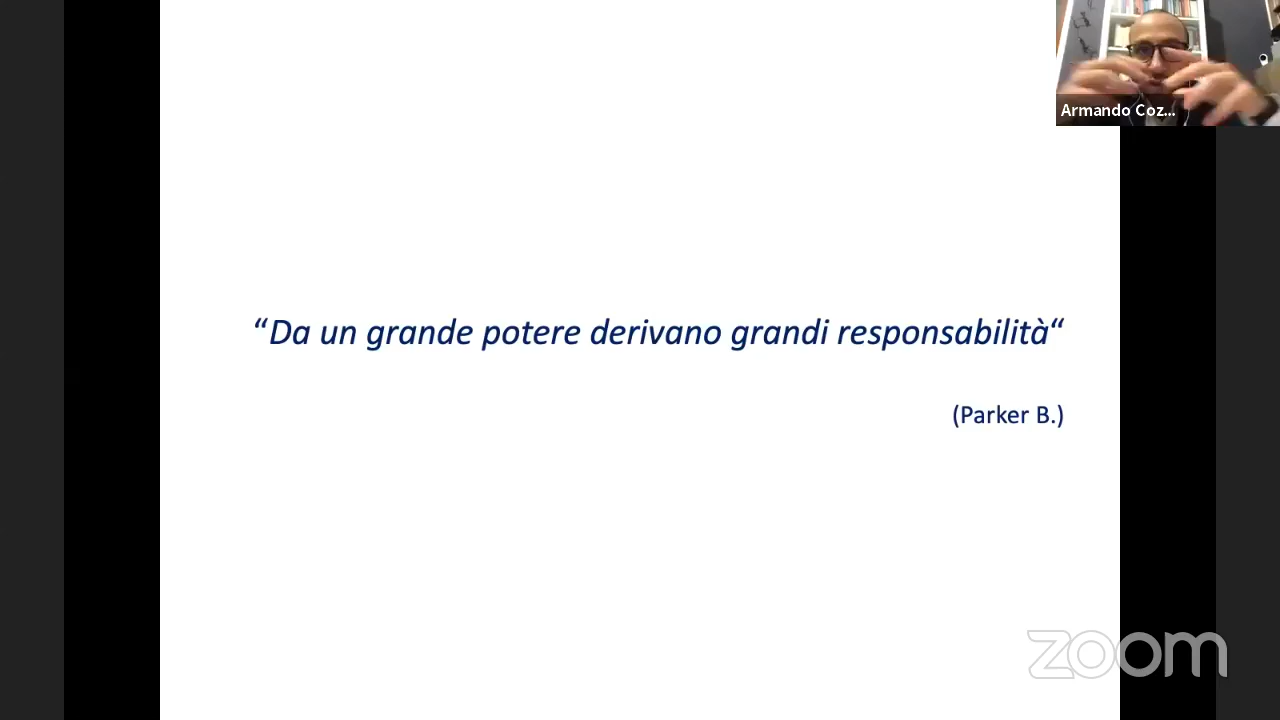 Armando Coz...
“Da un grande potere derivano grandi responsabilità“
(Parker B.)
zoom